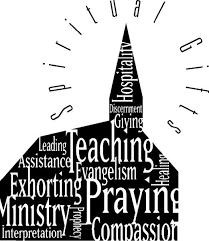 Spiritual Gifts
Hospitality
Discernment
Giving
Leading
Teaching
Assistance
Evangelism
Healing
Exhorting
Praying
Ministry
Prophecy
Compassion
Interpretation